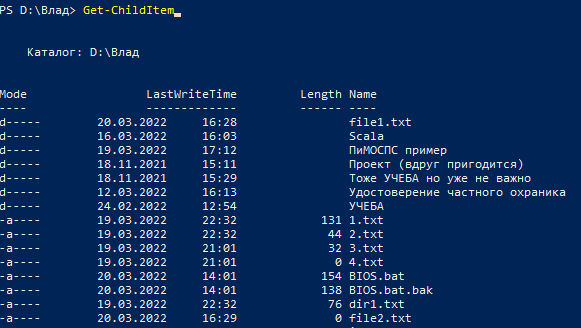 PS D:\Влад> Get-ChildItem
Каталог: D:\Влад
Mode LastWriteTime Length Name
---- ------------- ------ ----
d----- 20.03.2022 16:28 file1.txt
d----- 16.03.2022 16:03 Scala
d----- 19.03.2022 17:12 ПиМОСПС пример
d----- 18.11.2021 15:11 Проект (вдруг пригодится)
d----- 18.11.2021 15:29 Тоже УЧЕБА но уже не важно
d----- 12.03.2022 16:13 Удостоверение частного охраника
d----- 24.02.2022 12:54 УЧЕБА
-a---- 19.03.2022 22:32 131 1.txt
-a---- 19.03.2022 22:32 44 2.txt
-a---- 19.03.2022 21:01 32 3.txt
-a---- 19.03.2022 21:01 0 4.txt
-a---- 20.03.2022 14:01 154 BIOS.bat
-a---- 20.03.2022 14:01 138 BIOS.bat.bak
-a---- 19.03.2022 22:32 76 dir1.txt
-a---- 20.03.2022 16:29 0 file2.txt